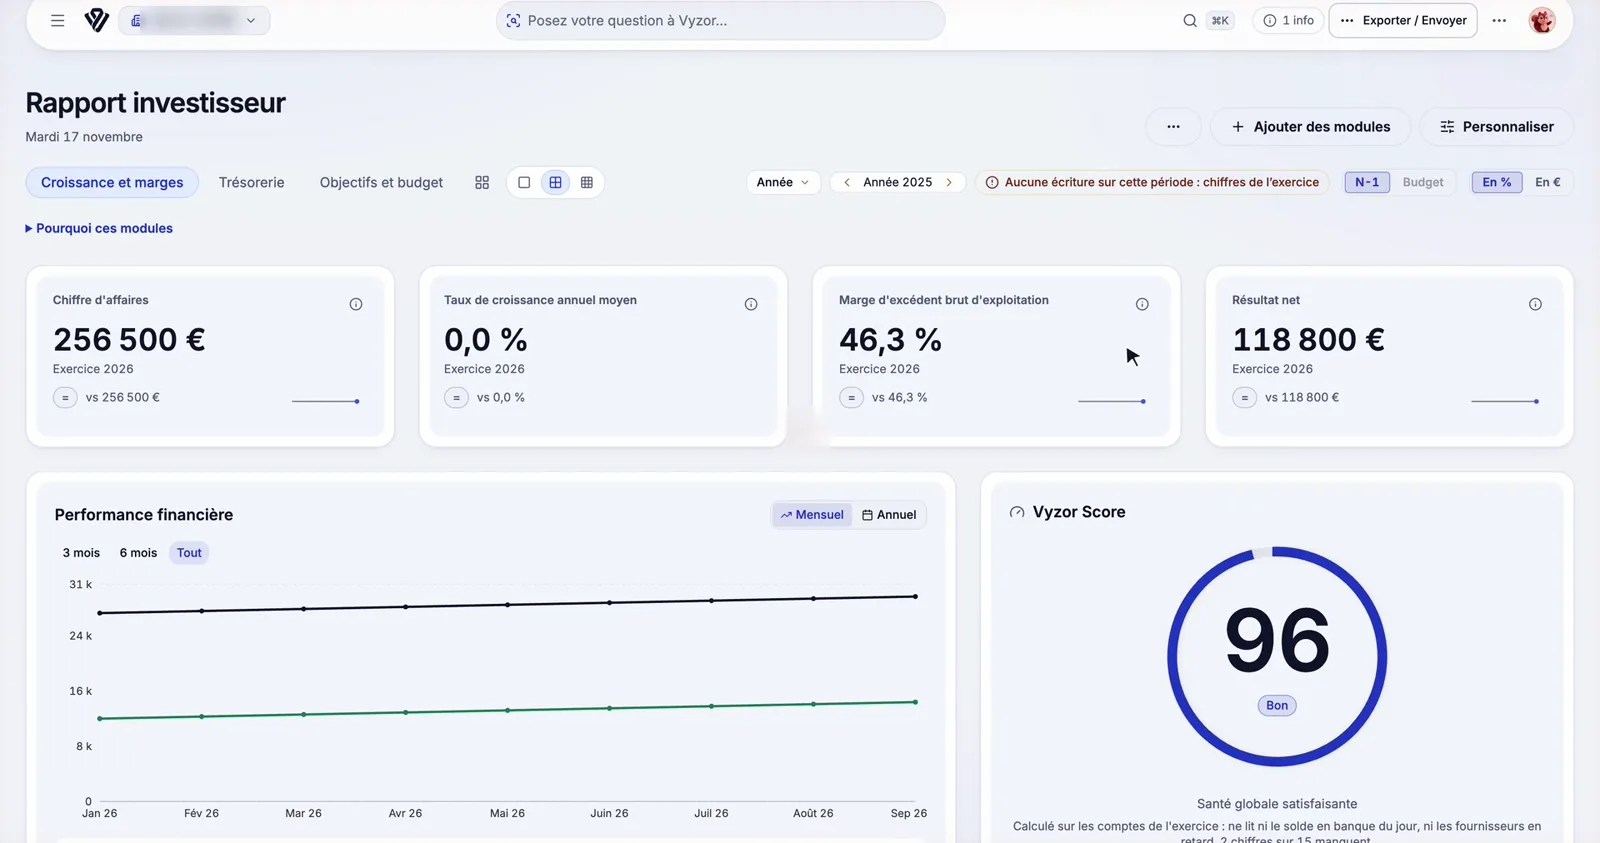 Posez votre question à Vyzor...
⌘K
1 info
Exporter / Envoyer
Rapport investisseur
Mardi 17 novembre
Ajouter des modules
Personnaliser
Croissance et marges
Trésorerie
Objectifs et budget
Année
Année 2025
Aucune écriture sur cette période : chiffres de l'exercice
N-1
Budget
En %
En €
Pourquoi ces modules
Chiffre d'affaires
256 500 €
Exercice 2026
= vs 256 500 €
Taux de croissance annuel moyen
0,0 %
Exercice 2026
= vs 0,0 %
Marge d'excédent brut d'exploitation
46,3 %
Exercice 2026
= vs 46,3 %
Résultat net
118 800 €
Exercice 2026
= vs 118 800 €
Performance financière
Mensuel
Annuel
3 mois
6 mois
Tout
31 k
24 k
16 k
8 k
0
Jan 26
Fév 26
Mar 26
Avr 26
Mai 26
Juin 26
Juil 26
Août 26
Sep 26
Vyzor Score
96
Bon
Santé globale satisfaisante
Calculé sur les comptes de l'exercice : ne lit ni le solde en banque du jour, ni les fournisseurs en
retard. 2 chiffres sur 15 manquent.